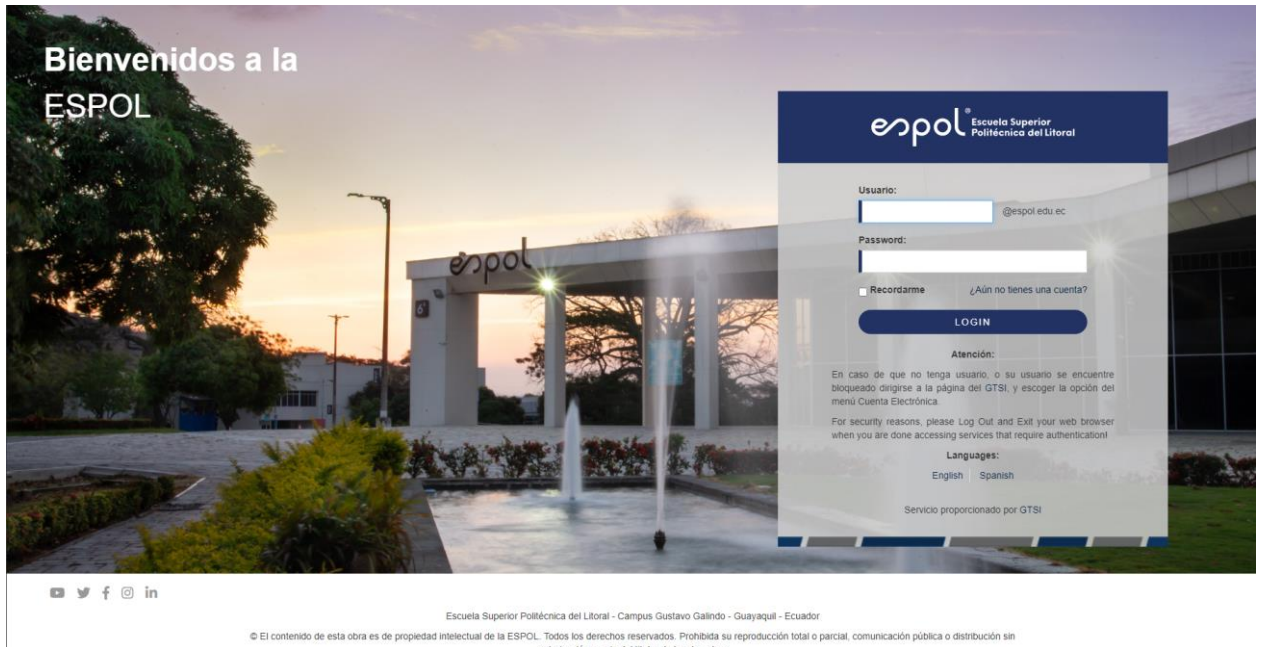 Bienvenidos a la
ESPOL
espol
6
espol® Escuela Superior
Politécnica del Litoral
Usuario:
@espol.edu.ec
Password:
Recordarme ¿Aún no tienes una cuenta?
LOGIN
Atención:
En caso de que no tenga usuario, o su usuario se encuentre
bloqueado dirigirse a la página del GTSI, y escoger la opción del
menú Cuenta Electrónica.
For security reasons, please Log Out and Exit your web browser
when you are done accessing services that require authentication!
Languages:
English Spanish
Servicio proporcionado por GTSI
Escuela Superior Politécnica del Litoral - Campus Gustavo Galindo - Guayaquil - Ecuador
© El contenido de esta obra es de propiedad intelectual de la ESPOL. Todos los derechos reservados. Prohibida su reproducción total o parcial, comunicación pública o distribución sin